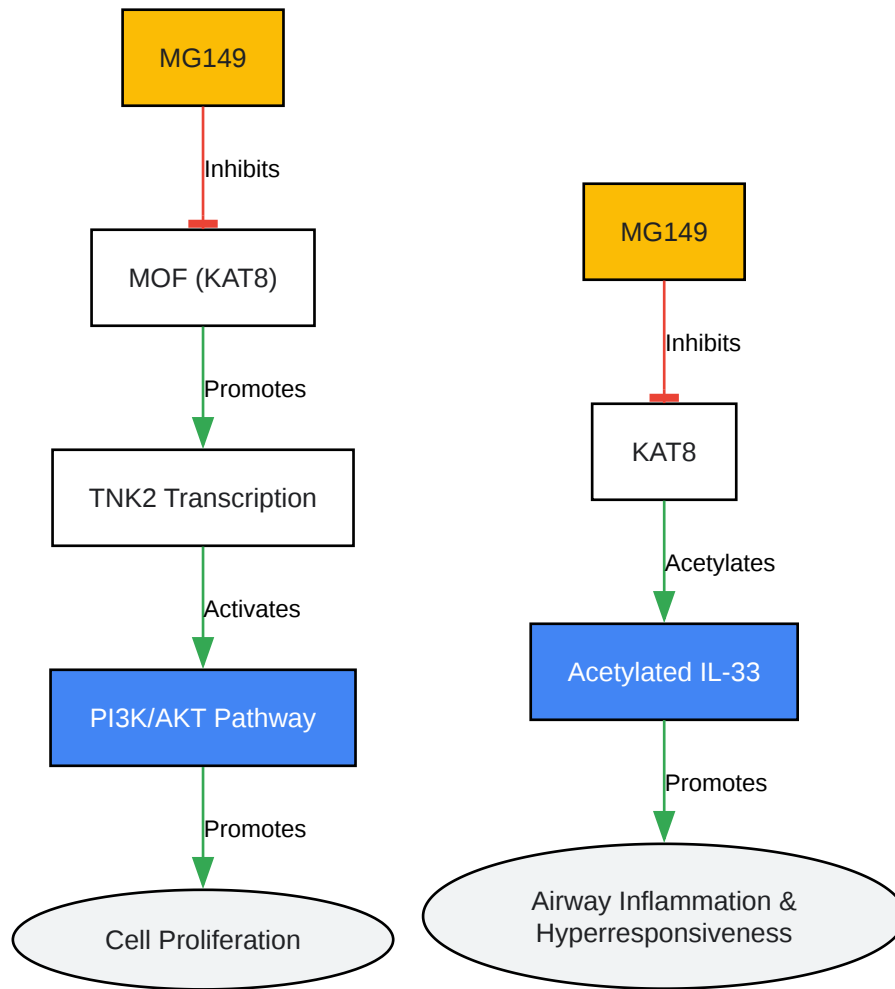 MG149
Inhibits
MOF (KAT8)
Promotes
TNK2 Transcription
Activates
PI3K/AKT Pathway
Promotes
Cell Proliferation
MG149
Inhibits
KAT8
Acetylates
Acetylated IL-33
Promotes
Airway Inflammation &
Hyperresponsiveness